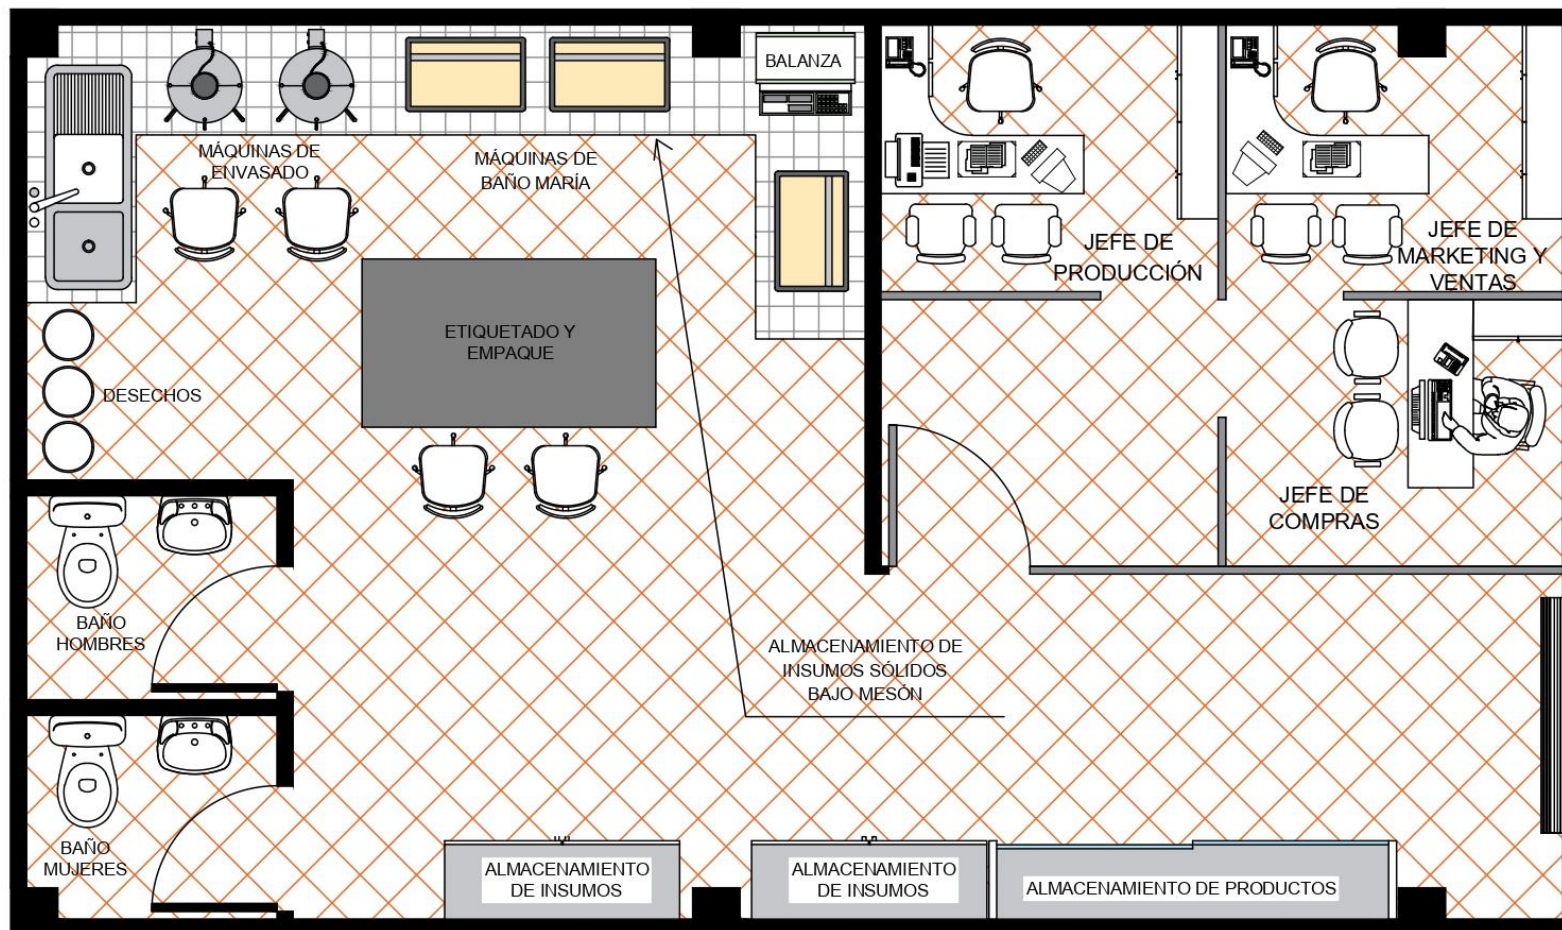 BALANZA
MÁQUINAS DE
ENVASADO
MÁQUINAS DE
BAÑO MARÍA
JEFE DE
PRODUCCIÓN
JEFE DE
MARKETING Y
VENTAS
ETIQUETADO Y
EMPAQUE
DESECHOS
JEFE DE
COMPRAS
BAÑO
HOMBRES
ALMACENAMIENTO DE
INSUMOS SÓLIDOS
BAJO MESÓN
BAÑO
MUJERES
ALMACENAMIENTO
DE INSUMOS
ALMACENAMIENTO
DE INSUMOS
ALMACENAMIENTO DE PRODUCTOS